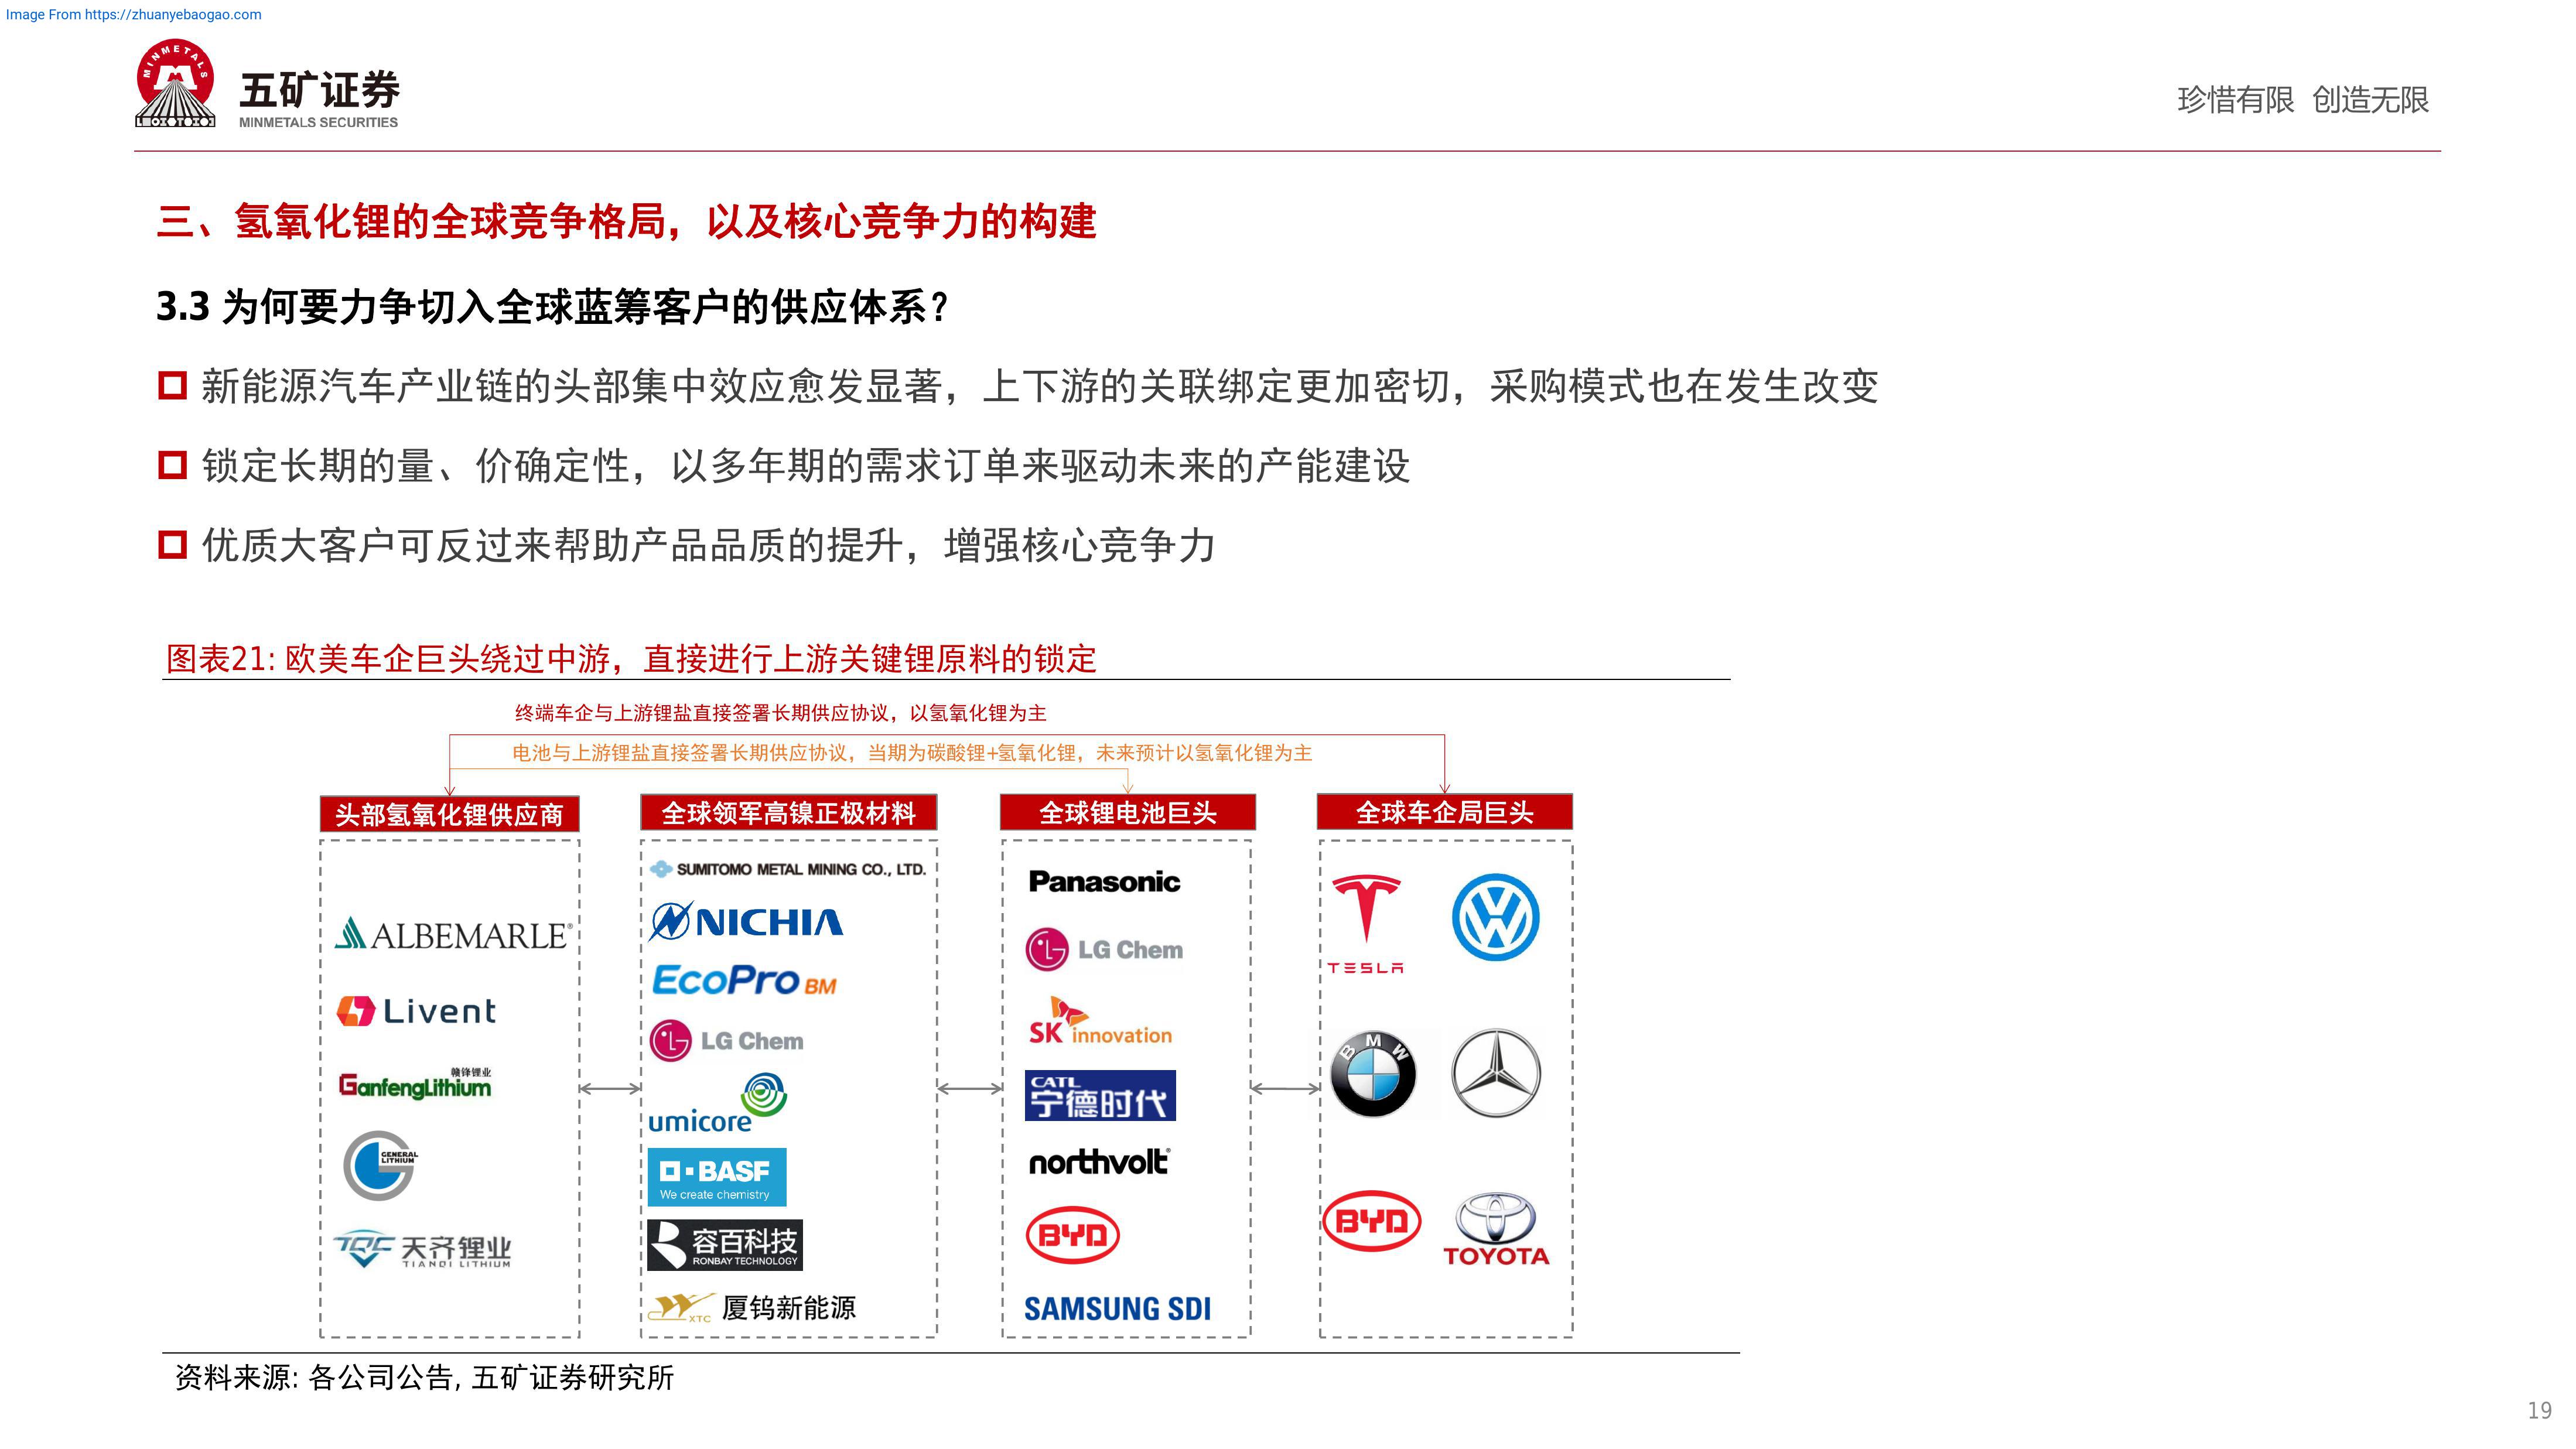 Image From https://zhuanyebaogao.com
MINMETALS
五矿证券
MINMETALS SECURITIES
珍惜有限 创造无限
三、氢氧化锂的全球竞争格局，以及核心竞争力的构建
3.3 为何要力争切入全球蓝筹客户的供应体系？
新能源汽车产业链的头部集中效应愈发显著，上下游的关联绑定更加密切，采购模式也在发生改变
锁定长期的量、价确定性，以多年期的需求订单来驱动未来的产能建设
优质大客户可反过来帮助产品品质的提升，增强核心竞争力
图表21: 欧美车企巨头绕过中游，直接进行上游关键锂原料的锁定
终端车企与上游锂盐直接签署长期供应协议，以氢氧化锂为主
电池与上游锂盐直接签署长期供应协议，当期为碳酸锂+氢氧化锂，未来预计以氢氧化锂为主
头部氢氧化锂供应商
ALBEMARLE®
Livent
赣锋锂业
GanfengLithium
GENERAL
LITHIUM
TQC 天齐锂业
TIANQI LITHIUM
全球领军高镍正极材料
SUMITOMO METAL MINING CO., LTD.
NICHIA
EcoPro BM
LG Chem
umicore
BASF
We create chemistry
容百科技
RONBAY TECHNOLOGY
XTC 厦钨新能源
全球锂电池巨头
Panasonic
LG Chem
SK innovation
CATL
宁德时代
northvolt
BYD
SAMSUNG SDI
全球车企局巨头
TESLA
BMW
BYD
TOYOTA
资料来源: 各公司公告, 五矿证券研究所
19